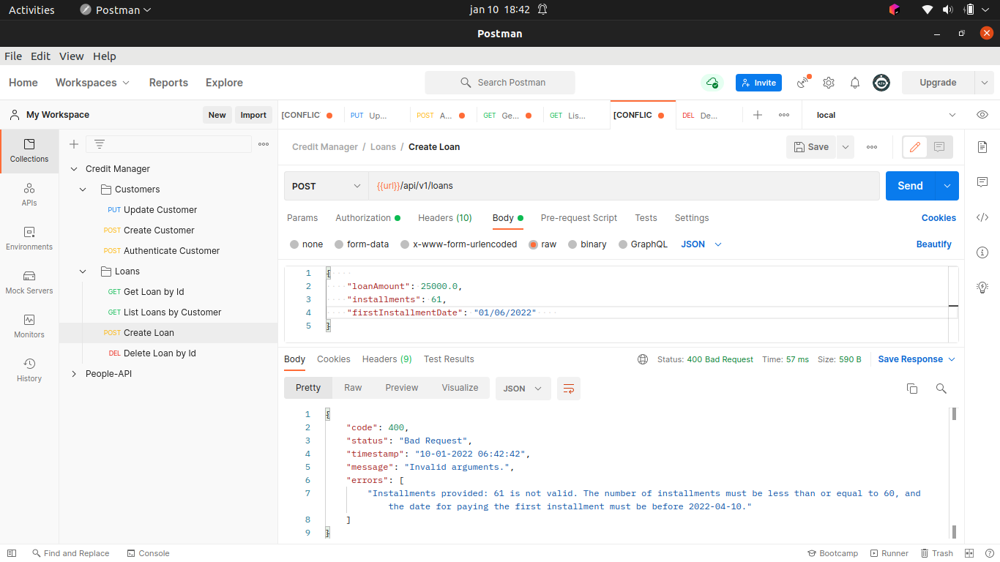 Activities Postman jan 10 18:42
Postman
File Edit View Help
Home Workspaces Reports Explore Search Postman Invite Upgrade
My Workspace New Import [CONFLIC PUT Up... POST A... GET Ge... GET Lis... [CONFLIC DEL De... local
Collections
APIs
Environments
Mock Servers
Monitors
History
Credit Manager
Customers
PUT Update Customer
POST Create Customer
POST Authenticate Customer
Loans
GET Get Loan by Id
GET List Loans by Customer
POST Create Loan
DEL Delete Loan by Id
People-API
Credit Manager / Loans / Create Loan Save
POST {{url}}/api/v1/loans Send
Params Authorization Headers (10) Body Pre-request Script Tests Settings Cookies
none form-data x-www-form-urlencoded raw binary GraphQL JSON Beautify
1 {
2 "loanAmount": 25000.0,
3 "installments": 61,
4 "firstInstallmentDate": "01/06/2022"
5 }
Body Cookies Headers (9) Test Results Status: 400 Bad Request Time: 57 ms Size: 590 B Save Response
Pretty Raw Preview Visualize JSON
1 {
2 "code": 400,
3 "status": "Bad Request",
4 "timestamp": "10-01-2022 06:42:42",
5 "message": "Invalid arguments.",
6 "errors": [
7 "Installments provided: 61 is not valid. The number of installments must be less than or equal to 60, and
the date for paying the first installment must be before 2022-04-10."
8 ]
9 }
Find and Replace Console Bootcamp Runner Trash